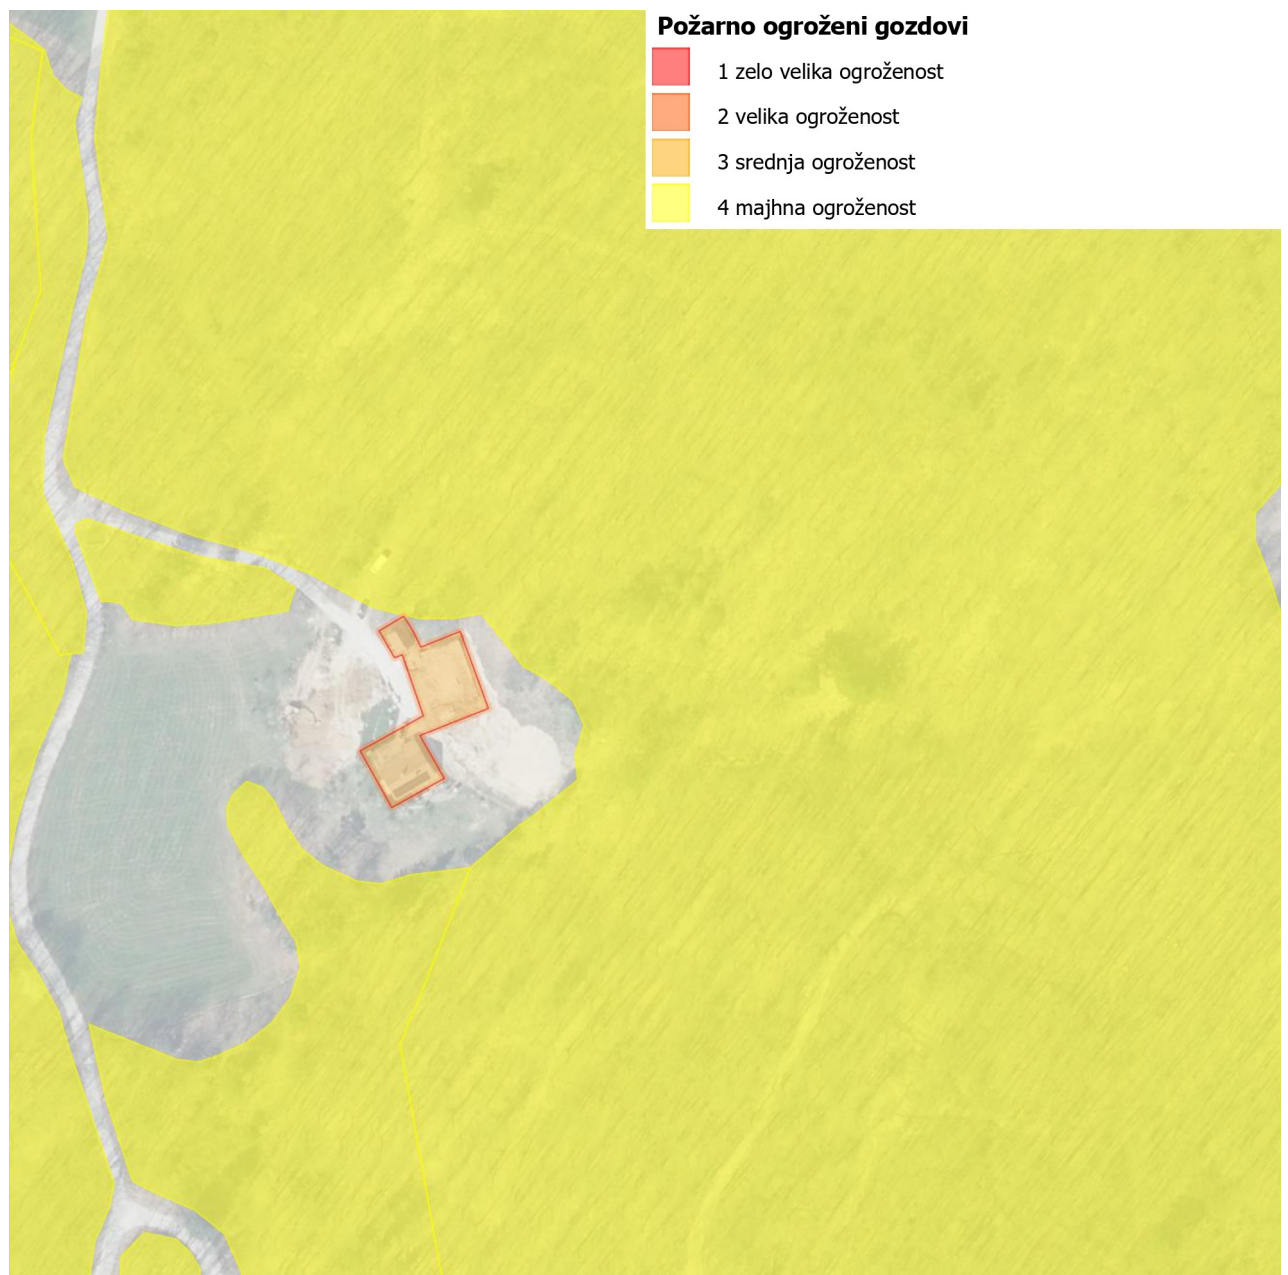 Požarno ogroženi gozdovi
1 zelo velika ogroženost
2 velika ogroženost
3 srednja ogroženost
4 majhna ogroženost